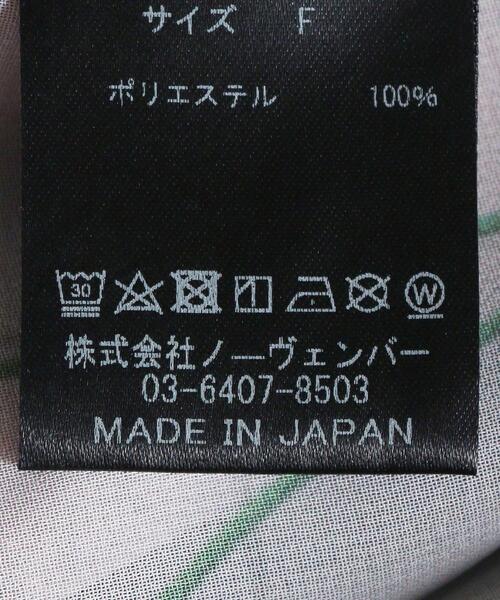 サイズ F
ポリエステル 100%
30 W
株式会社ノーヴェンバー
03-6407-8503
MADE IN JAPAN